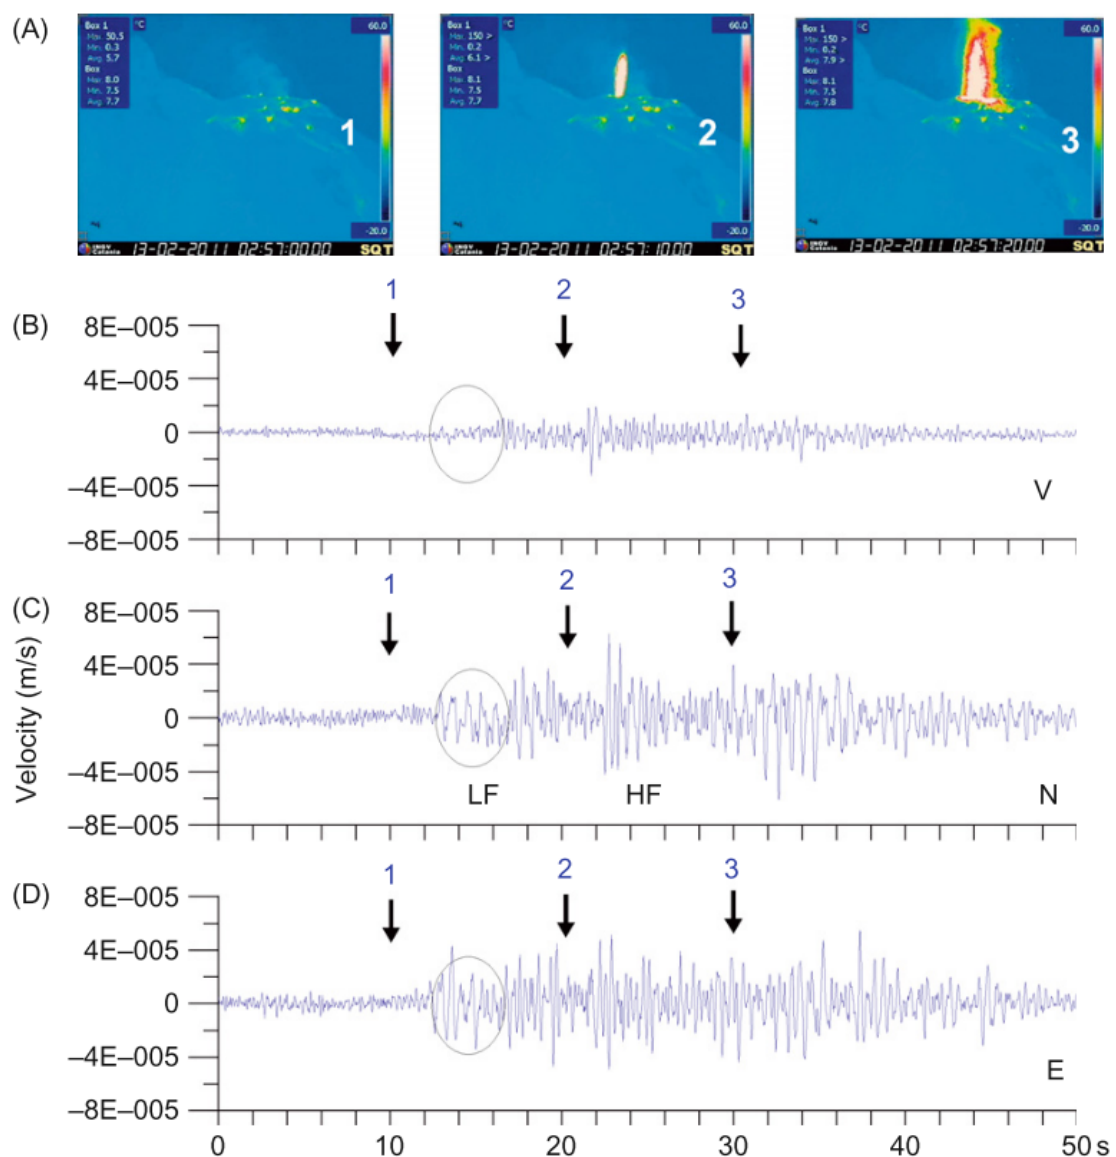 (A)
Box 1
Max. 50.5
Min. 0.3
Avg. 5.7
Box
Max. 8.0
Min. 7.5
Avg. 7.7
°C
60.0
1
-20.0
INGV
Catania
13-02-2011 02:57:00.00
SQT
Box 1
Max. 150 >
Min. 0.2
Avg. 6.1 >
Box
Max. 8.1
Min. 7.5
Avg. 7.7
°C
60.0
2
-20.0
INGV
Catania
13-02-2011 02:57:10.00
SQT
Box 1
Max. 150 >
Min. 0.2
Avg. 7.9 >
Box
Max. 8.1
Min. 7.5
Avg. 7.8
°C
60.0
3
-20.0
INGV
Catania
13-02-2011 02:57:20.00
SQT
(B)
1 2 3
8E–005
4E–005
0
–4E–005
–8E–005
V
(C)
1 2 3
8E–005
4E–005
0
–4E–005
–8E–005
LF HF N
Velocity (m/s)
(D)
1 2 3
8E–005
4E–005
0
–4E–005
–8E–005
E
0 10 20 30 40 50 s